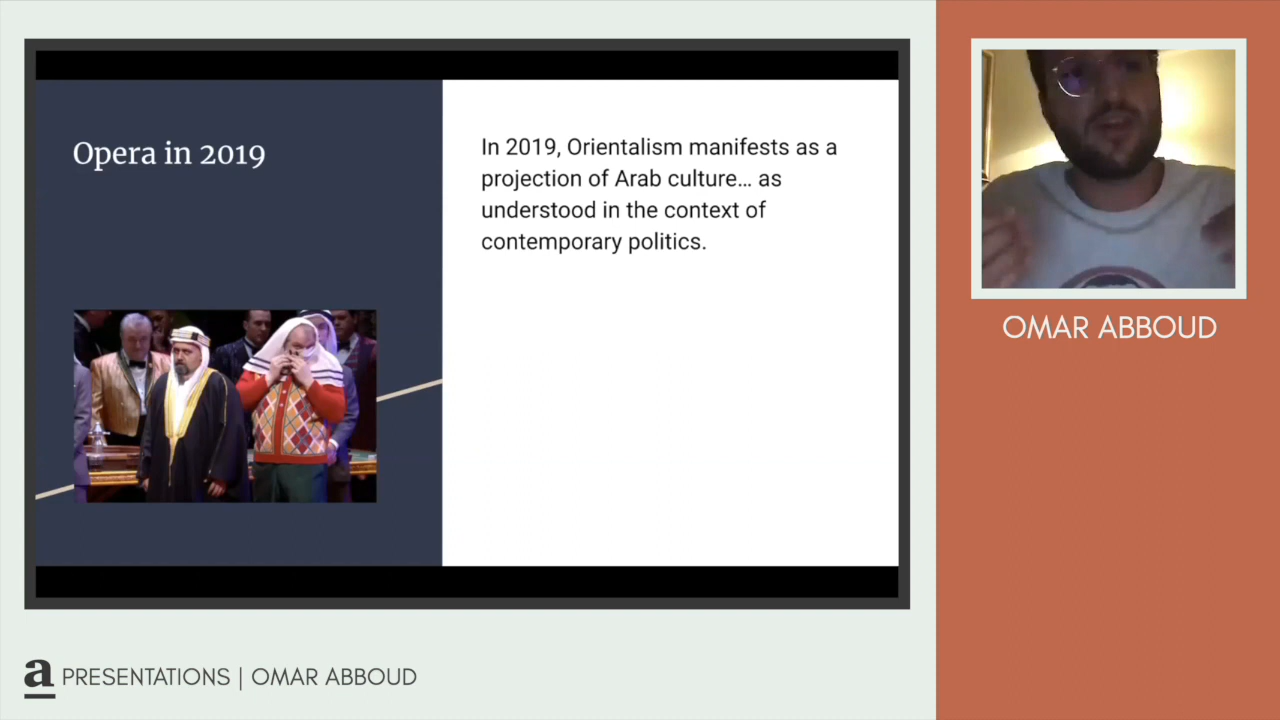 Opera in 2019
In 2019, Orientalism manifests as a
projection of Arab culture… as
understood in the context of
contemporary politics.
OMAR ABBOUD
a PRESENTATIONS | OMAR ABBOUD